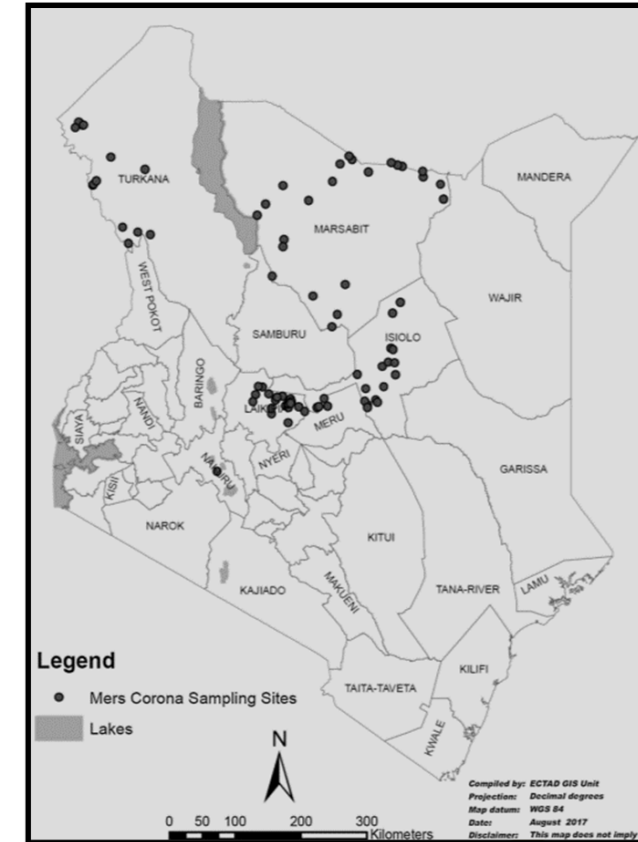 MANDERA
TURKANA
MARSABIT
WAJIR
WEST POKOT
SAMBURU
ISIOLO
BARINGO
NANDI
SIAYA
MERU
NYERI
GARISSA
KISII
NAROK
KITUI
KAJIADO
MAKUENI
TANA-RIVER
LAMU
KILIFI
TAITA-TAVETA
KWALE
Legend
Mers Corona Sampling Sites
Lakes
N
0 50 100 200 300
Kilometers
Compiled by: ECTAD GIS Unit
Projection: Decimal degrees
Map datum: WGS 84
Date: August 2017
Disclaimer: This map does not imply